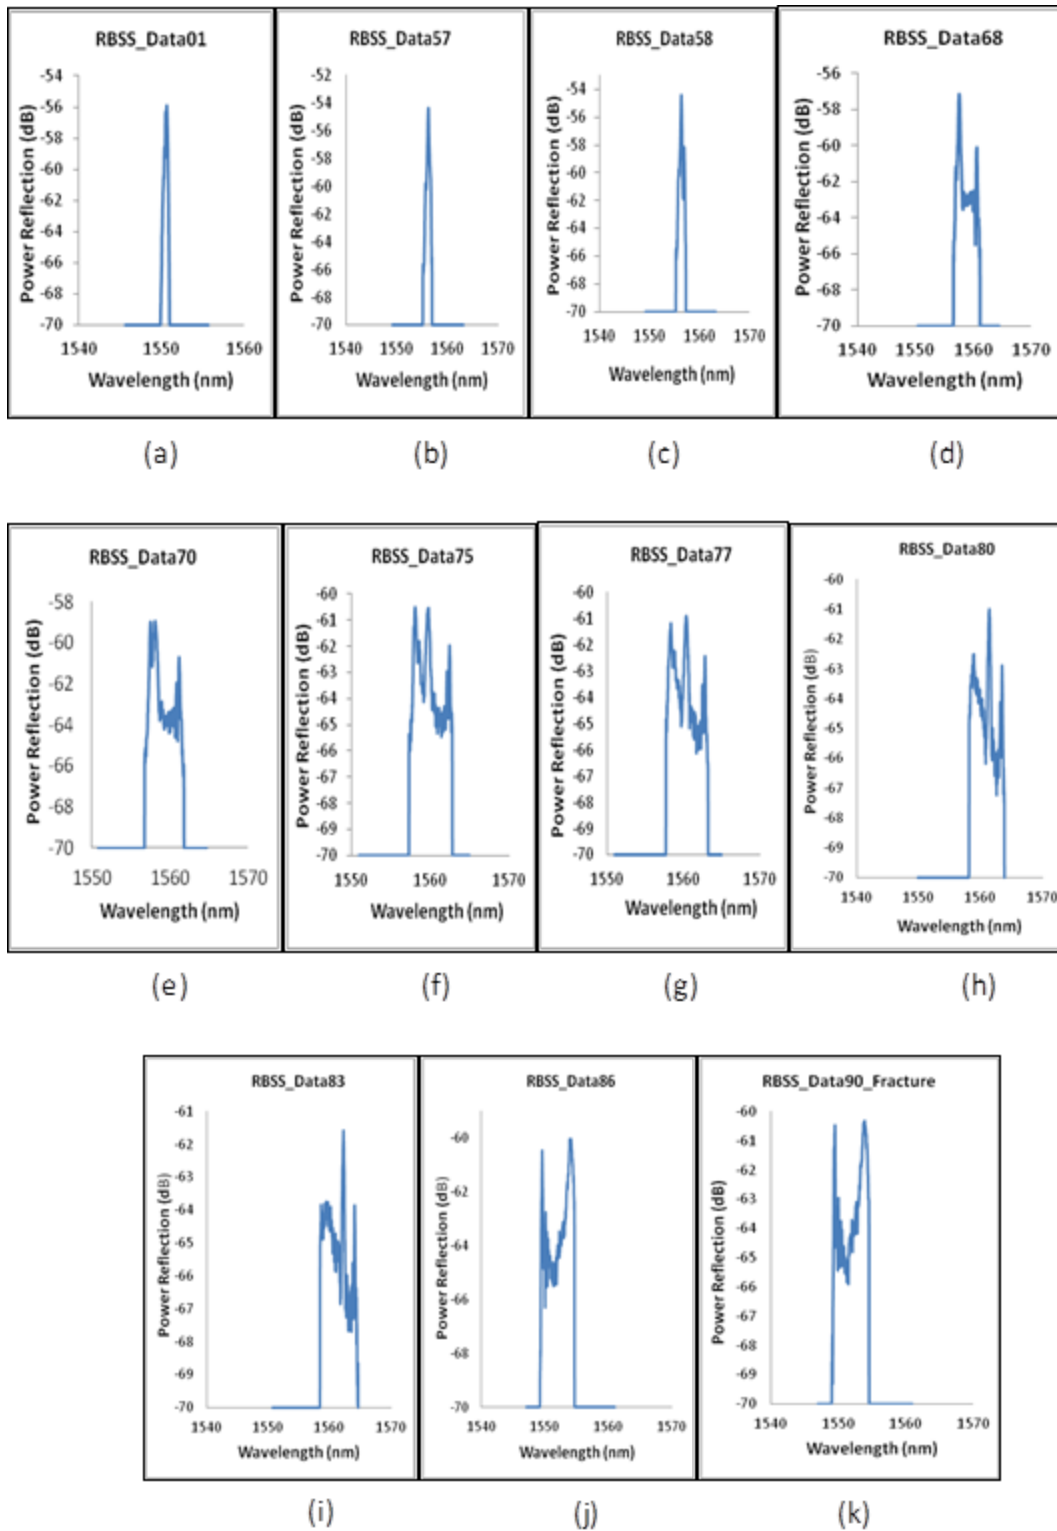 RBSS_Data01
Power Reflection (dB)
-54
-56
-58
-60
-62
-64
-66
-68
-70
1540 1550 1560
Wavelength (nm)
(a)
RBSS_Data57
Power Reflection (dB)
-52
-54
-56
-58
-60
-62
-64
-66
-68
-70
1540 1550 1560 1570
Wavelength (nm)
(b)
RBSS_Data58
Power Reflection (dB)
-54
-56
-58
-60
-62
-64
-66
-68
-70
1540 1550 1560 1570
Wavelength (nm)
(c)
RBSS_Data68
Power Reflection (dB)
-56
-58
-60
-62
-64
-66
-68
-70
1540 1550 1560 1570
Wavelength (nm)
(d)
RBSS_Data70
Power Reflection (dB)
-58
-60
-62
-64
-66
-68
-70
1550 1560 1570
Wavelength (nm)
(e)
RBSS_Data75
Power Reflection (dB)
-60
-61
-62
-63
-64
-65
-66
-67
-68
-69
-70
1550 1560 1570
Wavelength (nm)
(f)
RBSS_Data77
Power Reflection (dB)
-60
-61
-62
-63
-64
-65
-66
-67
-68
-69
-70
1550 1560 1570
Wavelength (nm)
(g)
RBSS_Data80
Power Reflection (dB)
-60
-61
-62
-63
-64
-65
-66
-67
-68
-69
-70
1540 1550 1560 1570
Wavelength (nm)
(h)
RBSS_Data83
Power Reflection (dB)
-61
-62
-63
-64
-65
-66
-67
-68
-69
-70
1540 1550 1560 1570
Wavelength (nm)
(i)
RBSS_Data86
Power Reflection (dB)
-60
-62
-64
-66
-68
-70
1540 1550 1560 1570
Wavelength (nm)
(j)
RBSS_Data90_Fracture
Power Reflection (dB)
-60
-61
-62
-63
-64
-65
-66
-67
-68
-69
-70
1540 1550 1560 1570
Wavelength (nm)
(k)